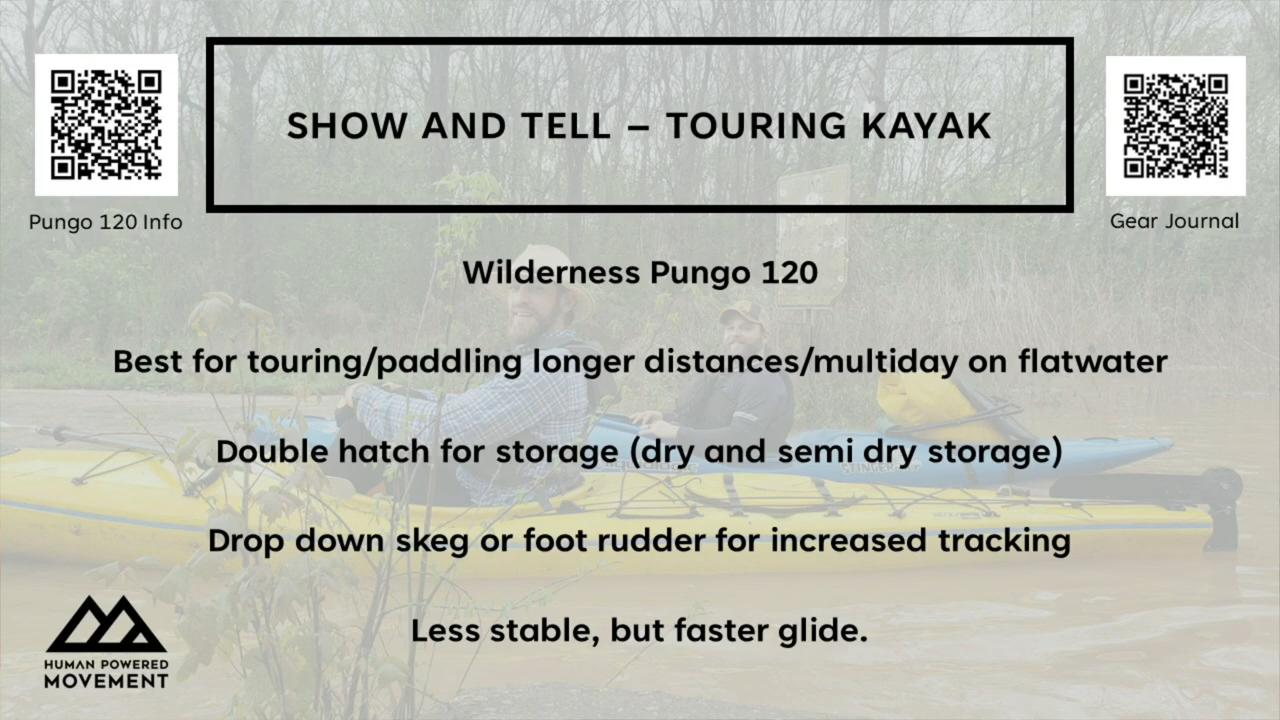 SHOW AND TELL – TOURING KAYAK
Pungo 120 Info
Gear Journal
Wilderness Pungo 120
Best for touring/paddling longer distances/multiday on flatwater
Double hatch for storage (dry and semi dry storage)
Drop down skeg or foot rudder for increased tracking
Less stable, but faster glide.
HUMAN POWERED
MOVEMENT